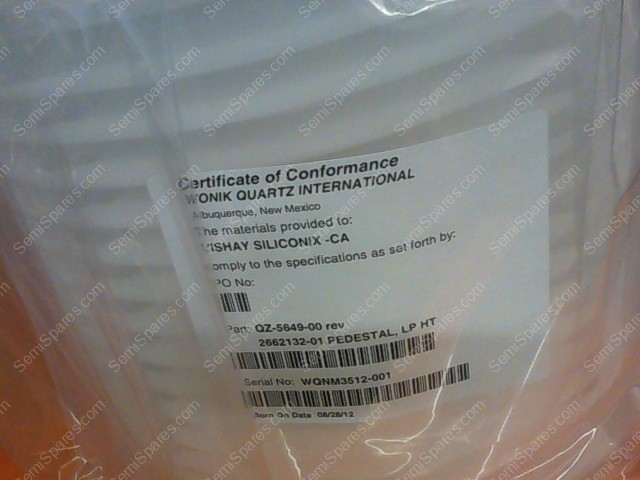 Certificate of Conformance
WONIK QUARTZ INTERNATIONAL
Albuquerque, New Mexico
The materials provided to:
VISHAY SILICONIX -CA
comply to the specifications as set forth by:
PO No:
Part: QZ-5649-00 rev
2662132-01 PEDESTAL, LP HT
Serial No: WQNM3512-001
Born On Date 08/28/12
SemiSpares.com